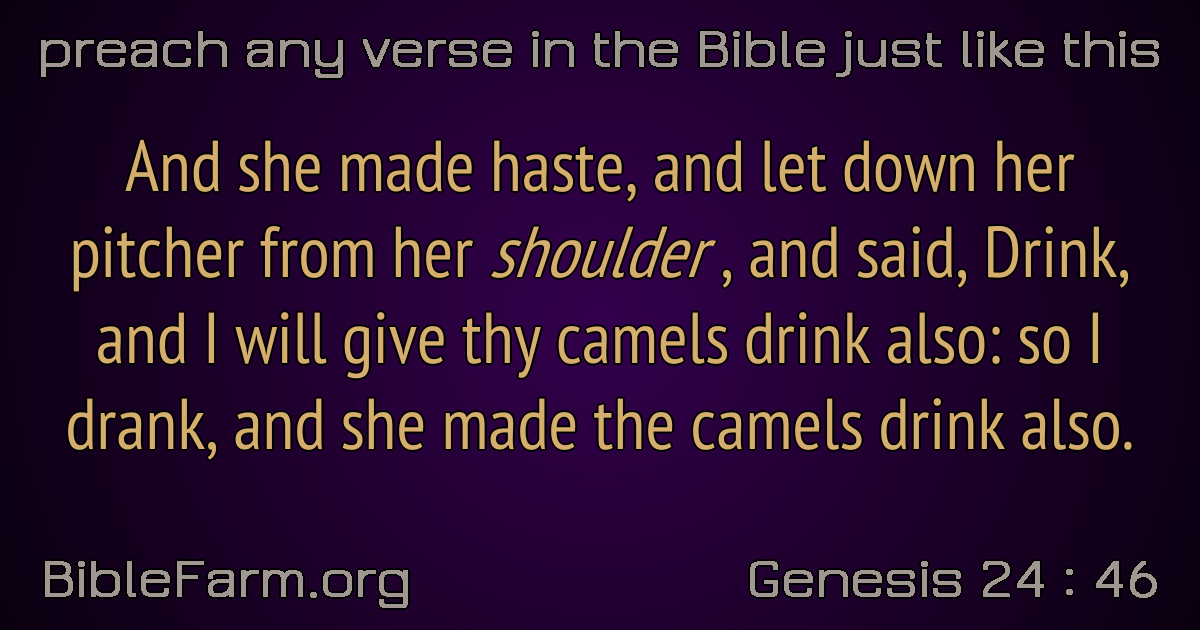 preach any verse in the Bible just like this
And she made haste, and let down her
pitcher from her shoulder , and said, Drink,
and I will give thy camels drink also: so I
drank, and she made the camels drink also.
BibleFarm.org
Genesis 24 : 46